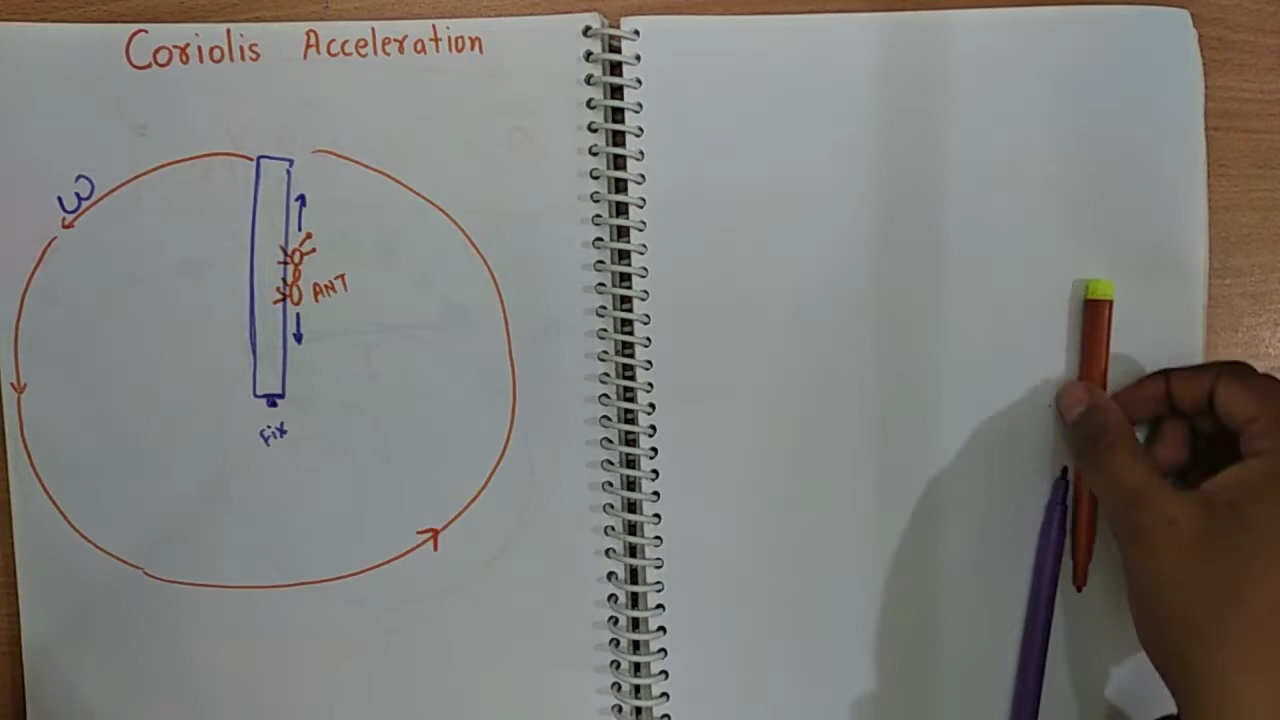 Coriolis Acceleration
ω
ANT
Fix